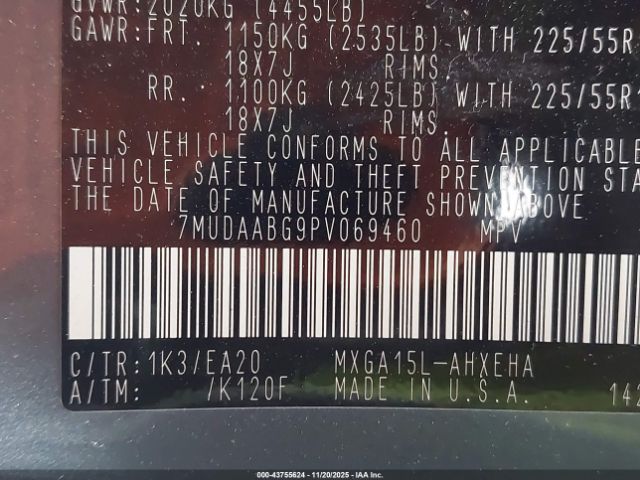 GVWR:2020KG (4455LB)
GAWR:FRT. 1150KG (2535LB) WITH 225/55R
18X7J RIMS.
RR. 1100KG (2425LB) WITH 225/55R1
18X7J RIMS.
THIS VEHICLE CONFORMS TO ALL APPLICABLE
VEHICLE SAFETY AND THEFT PREVENTION STA
THE DATE OF MANUFACTURE SHOWN ABOVE
7MUDAABG9PV069460 MPV
C/TR: 1K3/EA20 MXGA15L-AHXEHA
A/TM: /K120F MADE IN U.S.A. 142
000-43755624 - 11/20/2025 - IAA Inc.